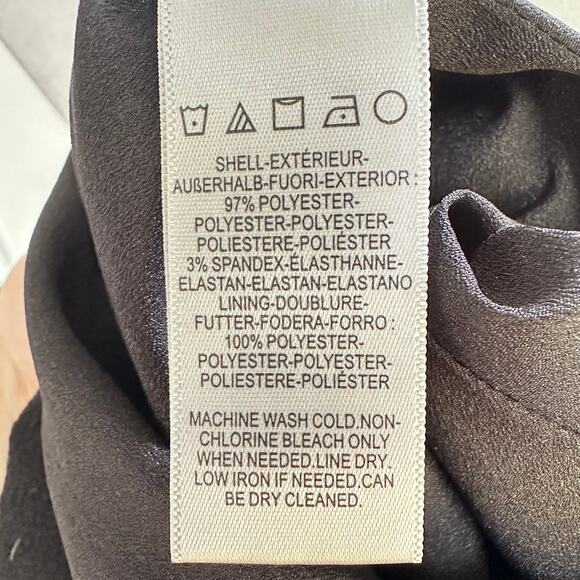 SHELL-EXTÉRIEUR-
AUßERHALB-FUORI-EXTERIOR :
97% POLYESTER-
POLYESTER-POLYESTER-
POLIESTERE-POLIÉSTER
3% SPANDEX-ÉLASTHANNE-
ELASTAN-ELASTAN-ELASTANO
LINING-DOUBLURE-
FUTTER-FODERA-FORRO :
100% POLYESTER-
POLYESTER-POLYESTER-
POLIESTERE-POLIÉSTER
MACHINE WASH COLD.NON-
CHLORINE BLEACH ONLY
WHEN NEEDED.LINE DRY.
LOW IRON IF NEEDED.CAN
BE DRY CLEANED.